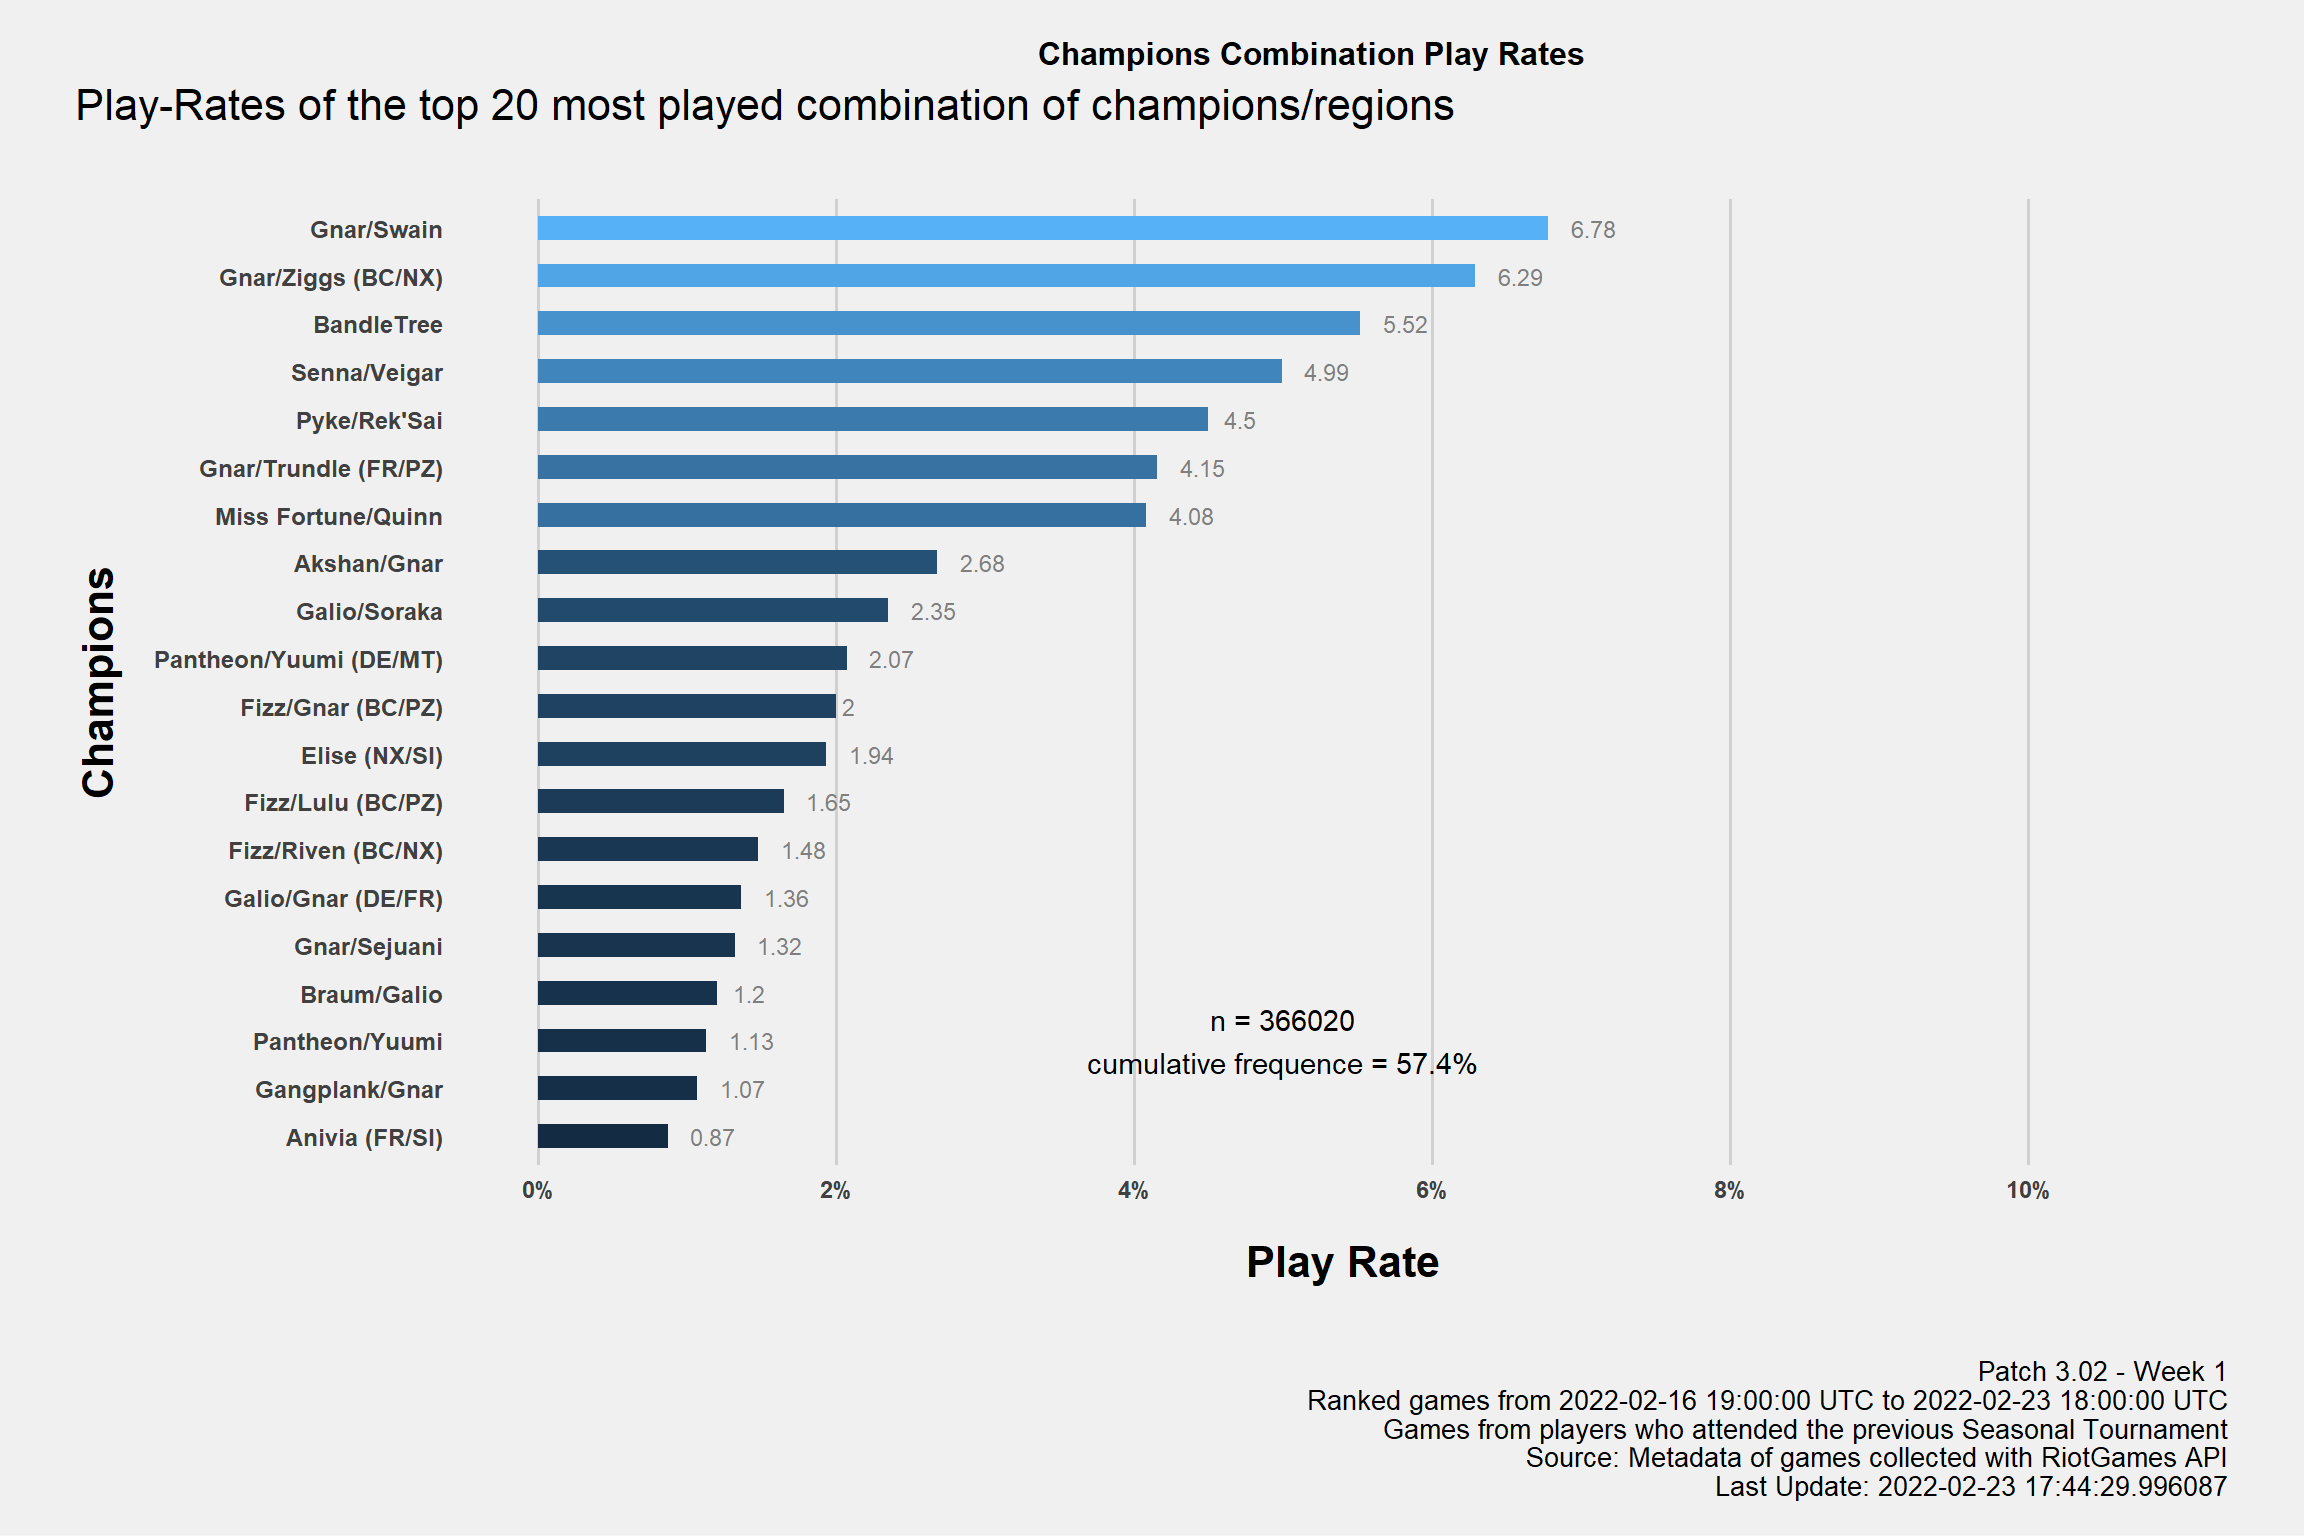 Champions Combination Play Rates
Play-Rates of the top 20 most played combination of champions/regions
Champions
Gnar/Swain 6.78
Gnar/Ziggs (BC/NX) 6.29
BandleTree 5.52
Senna/Veigar 4.99
Pyke/Rek'Sai 4.5
Gnar/Trundle (FR/PZ) 4.15
Miss Fortune/Quinn 4.08
Akshan/Gnar 2.68
Galio/Soraka 2.35
Pantheon/Yuumi (DE/MT) 2.07
Fizz/Gnar (BC/PZ) 2
Elise (NX/SI) 1.94
Fizz/Lulu (BC/PZ) 1.65
Fizz/Riven (BC/NX) 1.48
Galio/Gnar (DE/FR) 1.36
Gnar/Sejuani 1.32
Braum/Galio 1.2
Pantheon/Yuumi 1.13
Gangplank/Gnar 1.07
Anivia (FR/SI) 0.87
n = 366020
cumulative frequence = 57.4%
0% 2% 4% 6% 8% 10%
Play Rate
Patch 3.02 - Week 1
Ranked games from 2022-02-16 19:00:00 UTC to 2022-02-23 18:00:00 UTC
Games from players who attended the previous Seasonal Tournament
Source: Metadata of games collected with RiotGames API
Last Update: 2022-02-23 17:44:29.996087